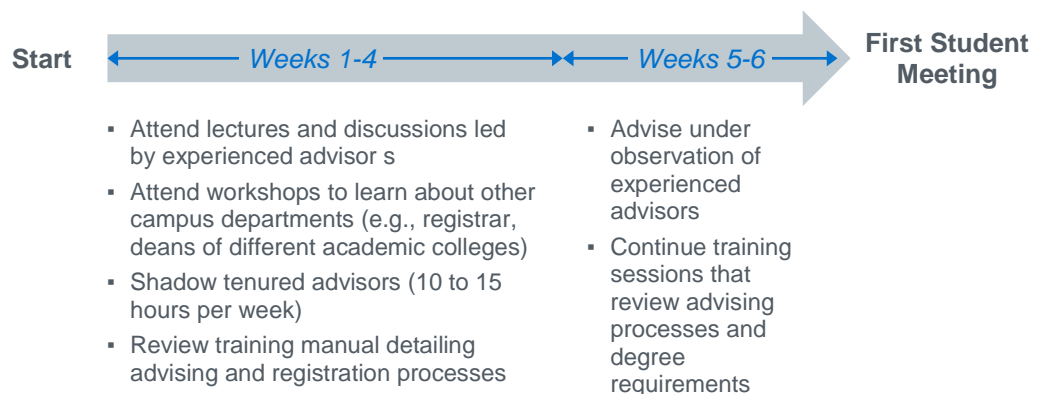 Start
Weeks 1-4
Weeks 5-6
First Student
Meeting
▪ Attend lectures and discussions led
by experienced advisor s
▪ Attend workshops to learn about other
campus departments (e.g., registrar,
deans of different academic colleges)
▪ Shadow tenured advisors (10 to 15
hours per week)
▪ Review training manual detailing
advising and registration processes
▪ Advise under
observation of
experienced
advisors
▪ Continue training
sessions that
review advising
processes and
degree
requirements